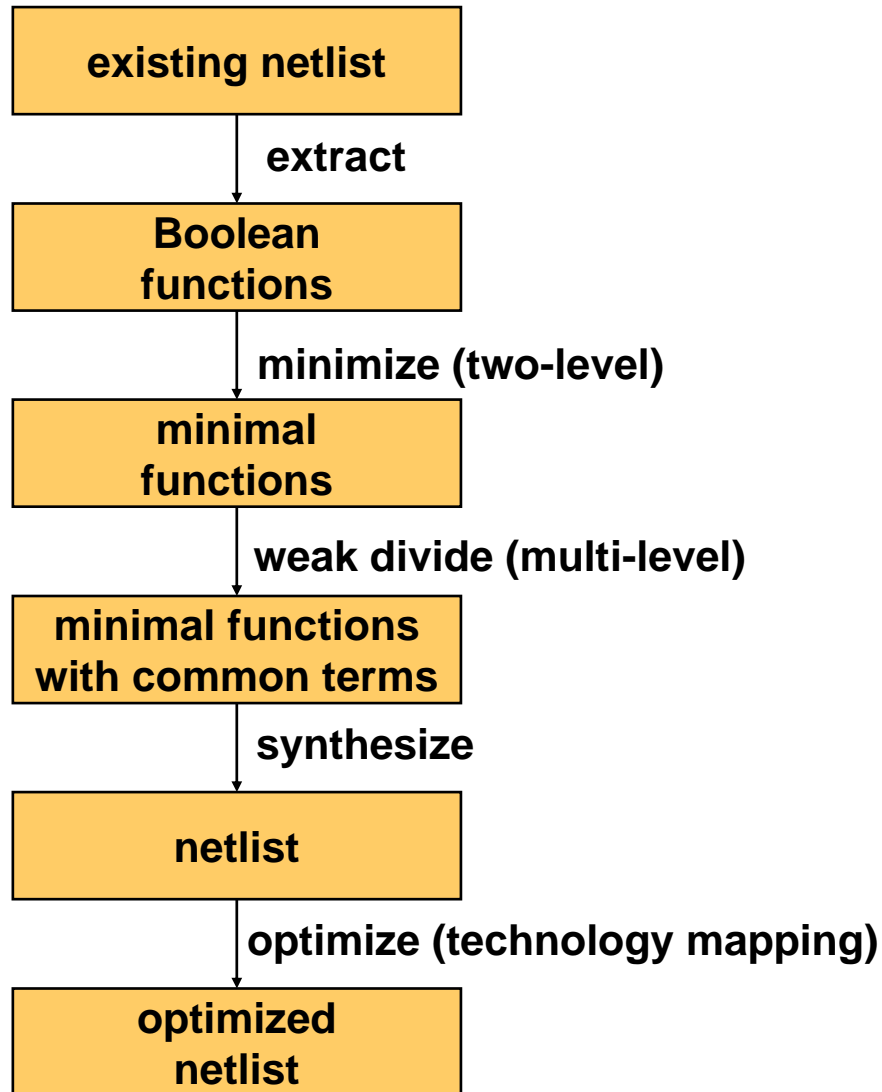 existing netlist
extract
Boolean
functions
minimize (two-level)
minimal
functions
weak divide (multi-level)
minimal functions
with common terms
synthesize
netlist
optimize (technology mapping)
optimized
netlist